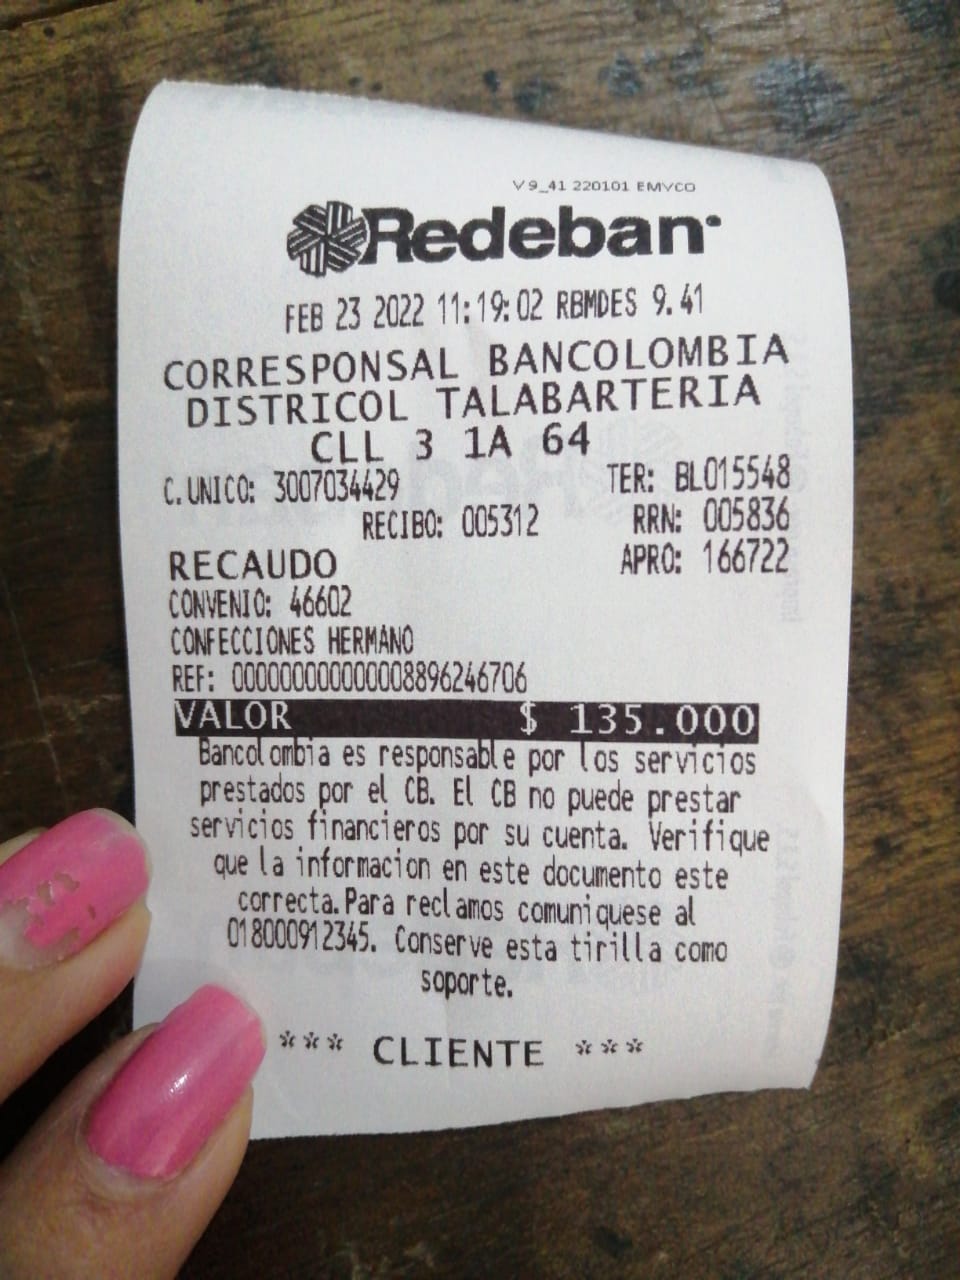 V9_41 220101 EMVCO
Redeban
FEB 23 2022 11:19:02 RBMDES 9.41
CORRESPONSAL BANCOLOMBIA
DISTRICOL TALABARTERIA
CLL 3 1A 64
C.UNICO: 3007034429 TER: BL015548
RECIBO: 005312 RRN: 005836
RECAUDO APRO: 166722
CONVENIO: 46602
CONFECCIONES HERMANO
REF: 000000000000008896246706
VALOR $ 135.000
Bancolombia es responsable por los servicios
prestados por el CB. El CB no puede prestar
servicios financieros por su cuenta. Verifique
que la informacion en este documento este
correcta.Para reclamos comuniquese al
018000912345. Conserve esta tirilla como
soporte.
*** CLIENTE ***